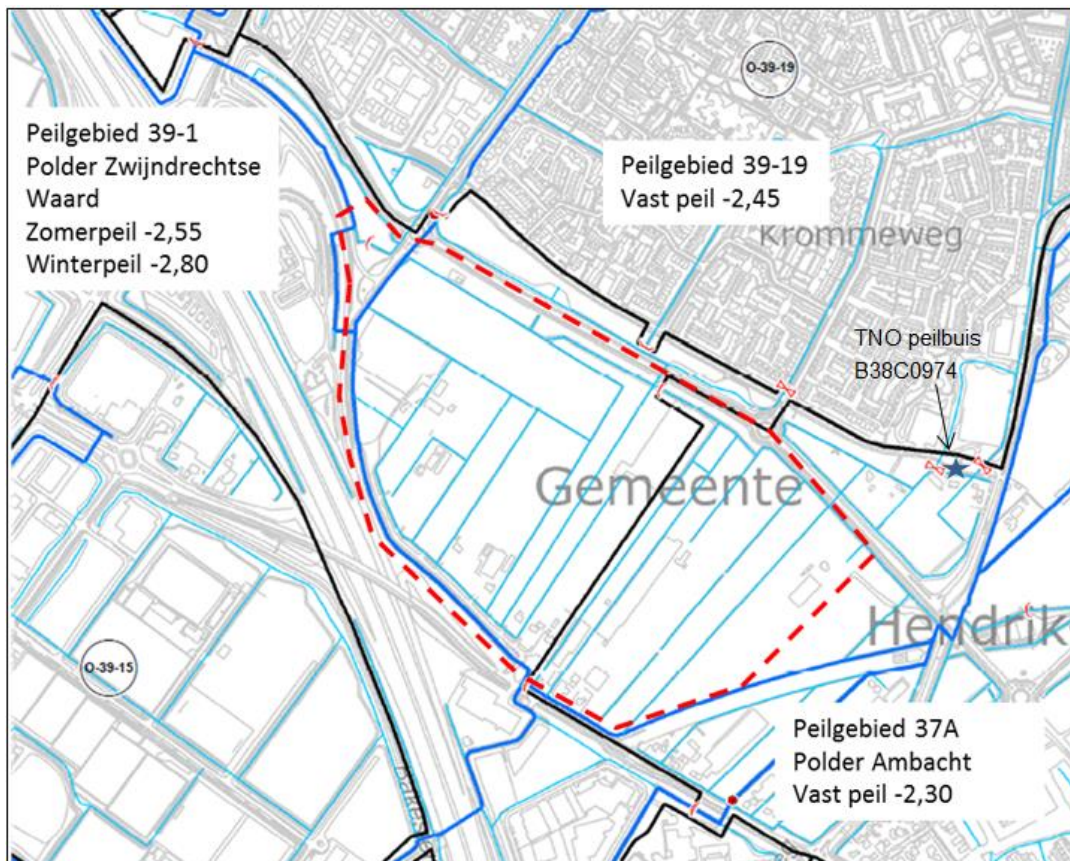 O-39-19
Peilgebied 39-1
Polder Zwijndrechtse
Waard
Zomerpeil -2,55
Winterpeil -2,80
Peilgebied 39-19
Vast peil -2,45
Krommeweg
TNO peilbuis
B38C0974
Gemeente
Hendrik
O-39-15
Peilgebied 37A
Polder Ambacht
Vast peil -2,30